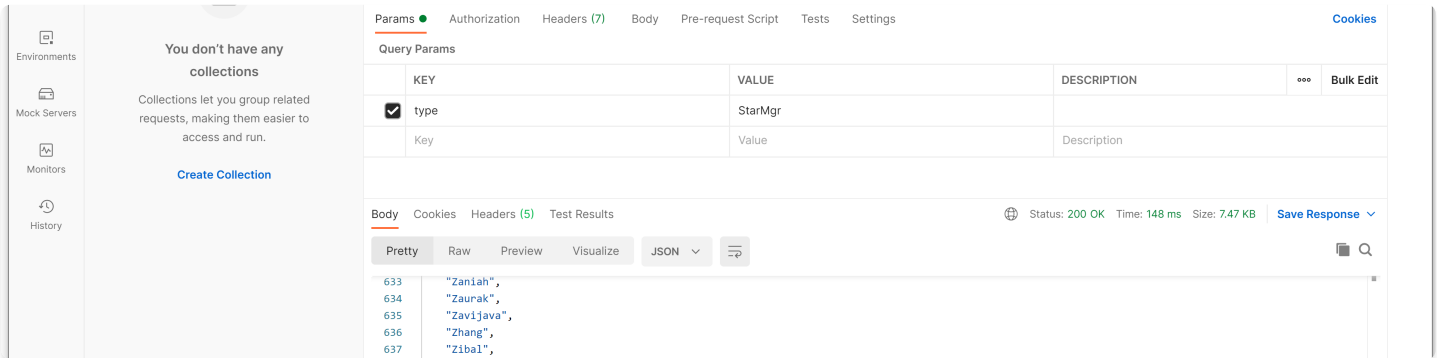 Environments
Mock Servers
Monitors
History
You don't have any
collections
Collections let you group related
requests, making them easier to
access and run.
Create Collection
Params Authorization Headers (7) Body Pre-request Script Tests Settings Cookies
Query Params
KEY VALUE DESCRIPTION ooo Bulk Edit
type StarMgr
Key Value Description
Body Cookies Headers (5) Test Results Status: 200 OK Time: 148 ms Size: 7.47 KB Save Response
Pretty Raw Preview Visualize JSON
633 "Zaniah",
634 "Zaurak",
635 "Zavijava",
636 "Zhang",
637 "Zibal",